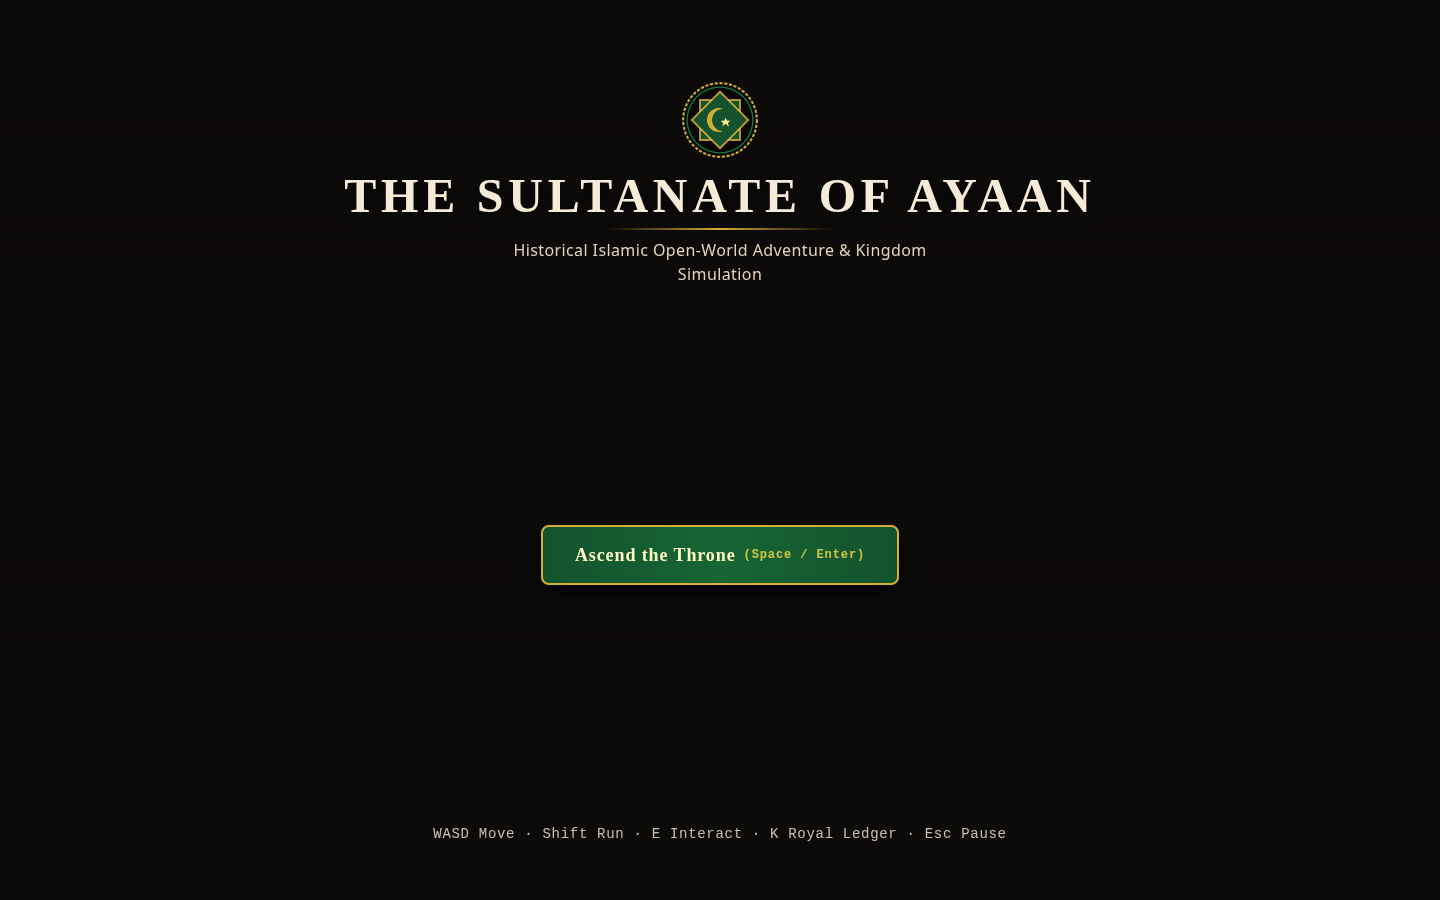 THE SULTANATE OF AYAAN
Historical Islamic Open-World Adventure & Kingdom
Simulation
Ascend the Throne (Space / Enter)
WASD Move · Shift Run · E Interact · K Royal Ledger · Esc Pause